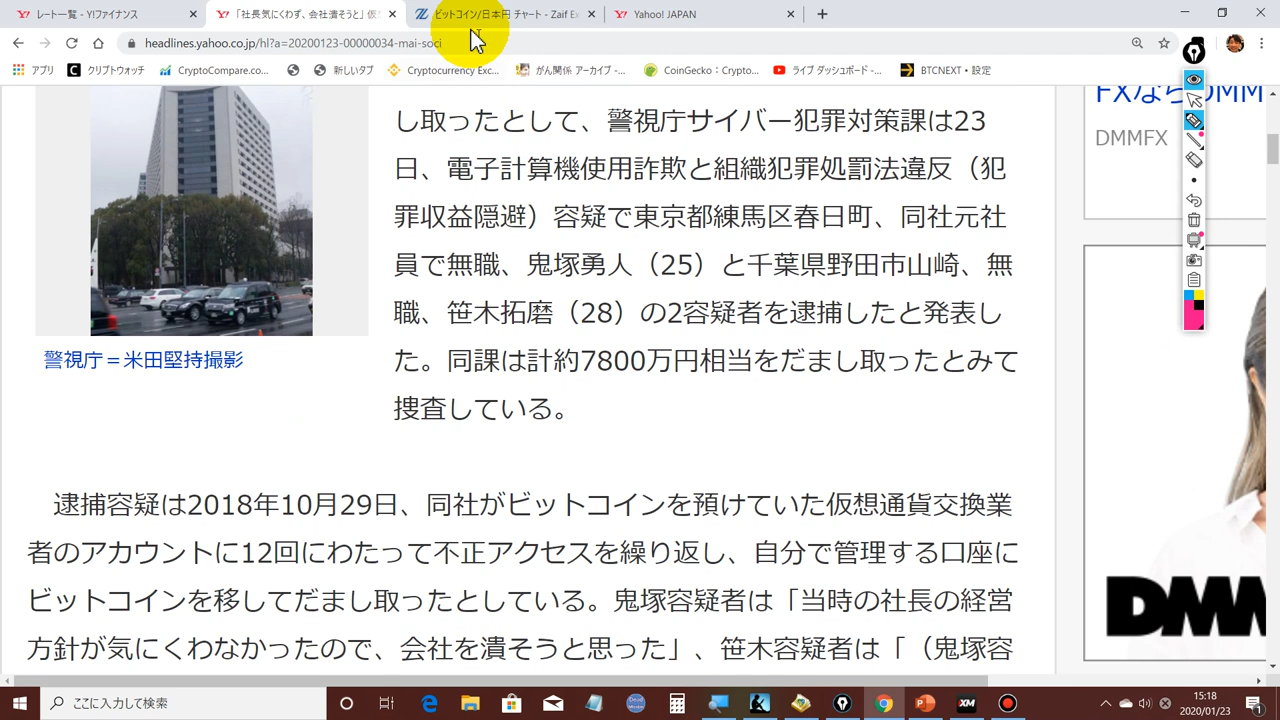 レート一覧 - Y!ファイナンス
「社長気にくわず、会社潰そうと」仮
ビットコイン/日本円 チャート - Zaif Ex
Yahoo! JAPAN
headlines.yahoo.co.jp/hl?a=20200123-00000034-mai-soci
アプリ
クリプトウォッチ
CryptoCompare.co...
新しいタブ
Cryptocurrency Exc...
がん関係 アーカイブ -...
CoinGecko：Crypto...
ライブ ダッシュボード -...
BTCNEXT・設定
し取ったとして、警視庁サイバー犯罪対策課は23
日、電子計算機使用詐欺と組織犯罪処罰法違反（犯
罪収益隠避）容疑で東京都練馬区春日町、同社元社
員で無職、鬼塚勇人（25）と千葉県野田市山崎、無
職、笹木拓磨（28）の2容疑者を逮捕したと発表し
た。同課は計約7800万円相当をだまし取ったとみて
捜査している。
警視庁＝米田堅持撮影
逮捕容疑は2018年10月29日、同社がビットコインを預けていた仮想通貨交換業
者のアカウントに12回にわたって不正アクセスを繰り返し、自分で管理する口座に
ビットコインを移してだまし取ったとしている。鬼塚容疑者は「当時の社長の経営
方針が気にくわなかったので、会社を潰そうと思った」、笹木容疑者は「（鬼塚容
FXならDMM
DMMFX
DMM
ここに入力して検索
15:18
2020/01/23